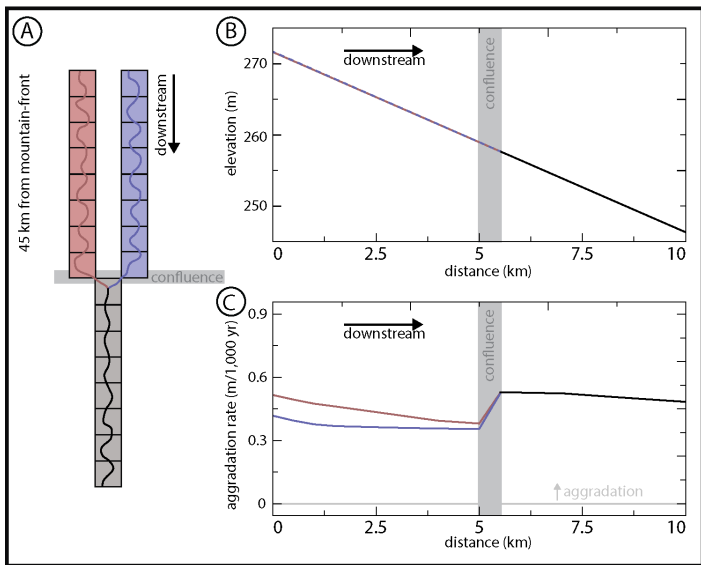 A
45 km from mountain-front
downstream
confluence
B
downstream
confluence
elevation (m)
270
260
250
0
2.5
5
7.5
10
distance (km)
C
downstream
confluence
aggradation rate (m/1,000 yr)
0.9
0.6
0.3
0
aggradation
0
2.5
5
7.5
10
distance (km)